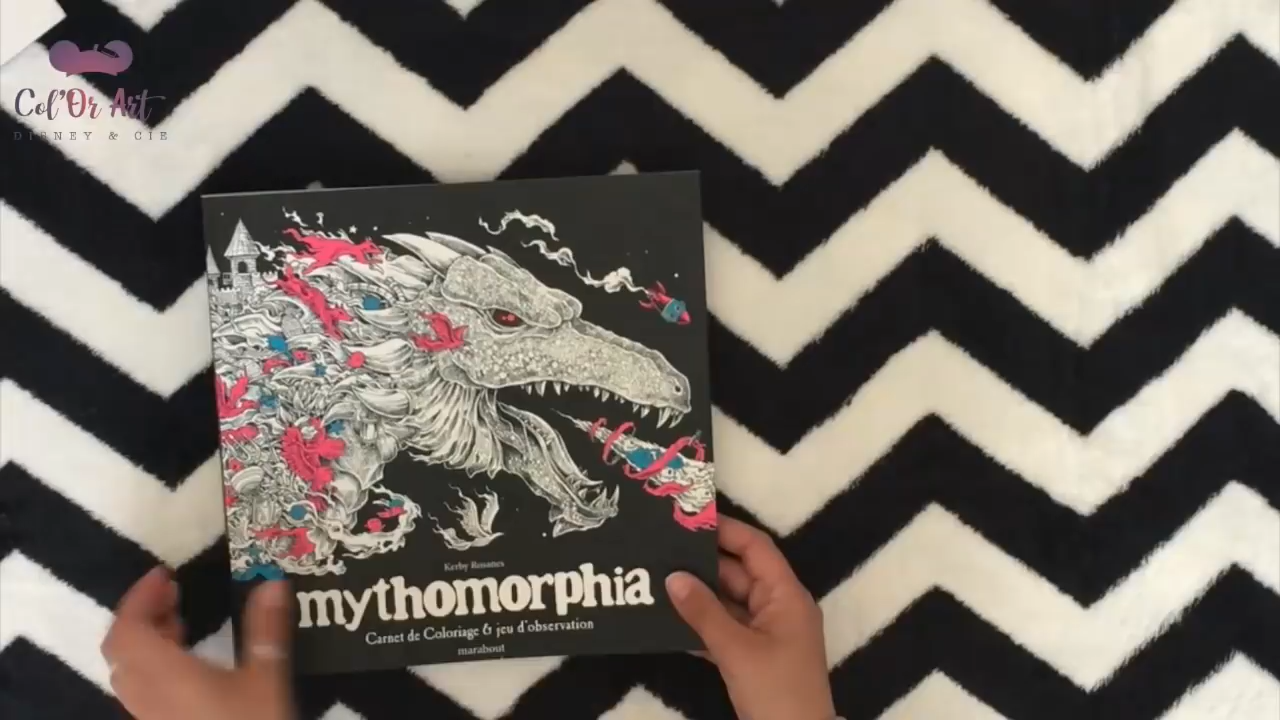 Col'Or Art
DISNEY & CIE
Kerby Rosanes
mythomorphia
Carnet de Coloriage & jeu d'observation
marabout